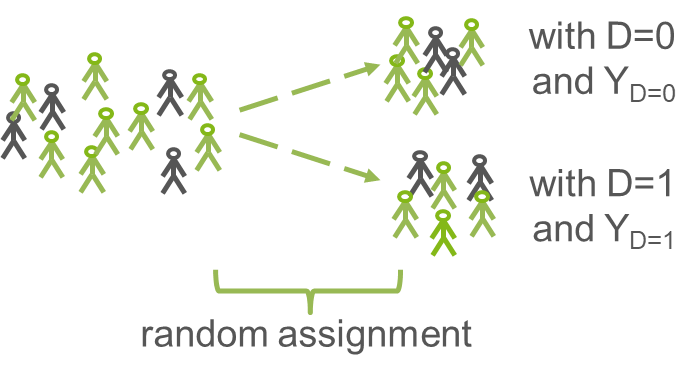 with D=0
and Y_{D=0}
with D=1
and Y_{D=1}
random assignment